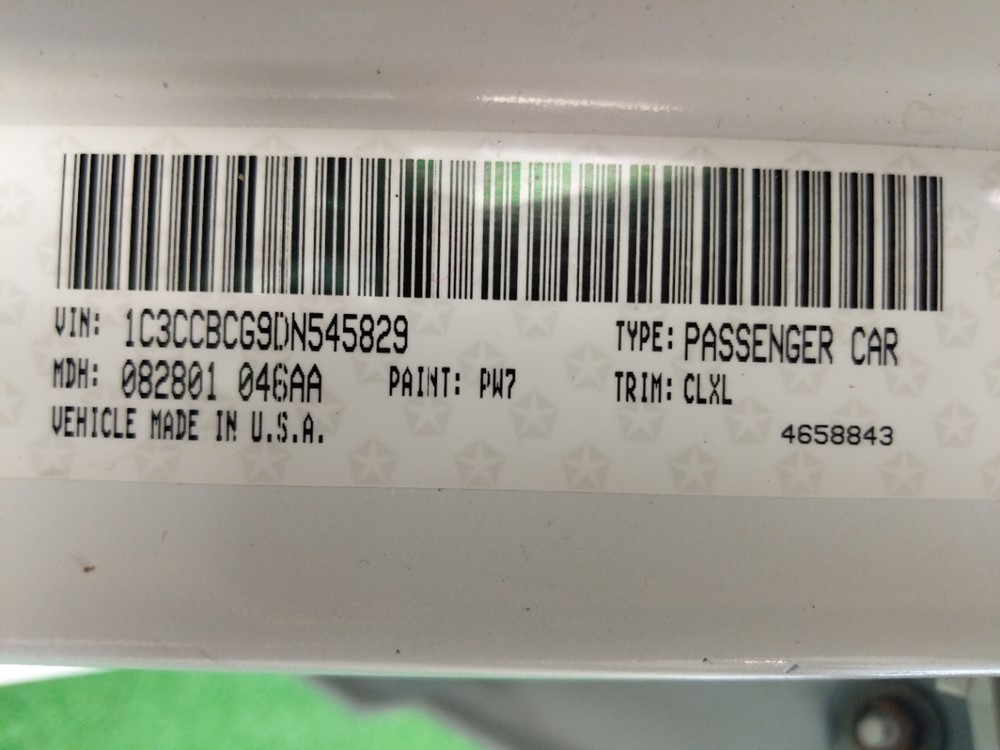 VIN: 1C3CCBCG9DN545829 TYPE: PASSENGER CAR
MDH: 082801 046AA PAINT: PW7 TRIM: CLXL
VEHICLE MADE IN U.S.A. 4658843